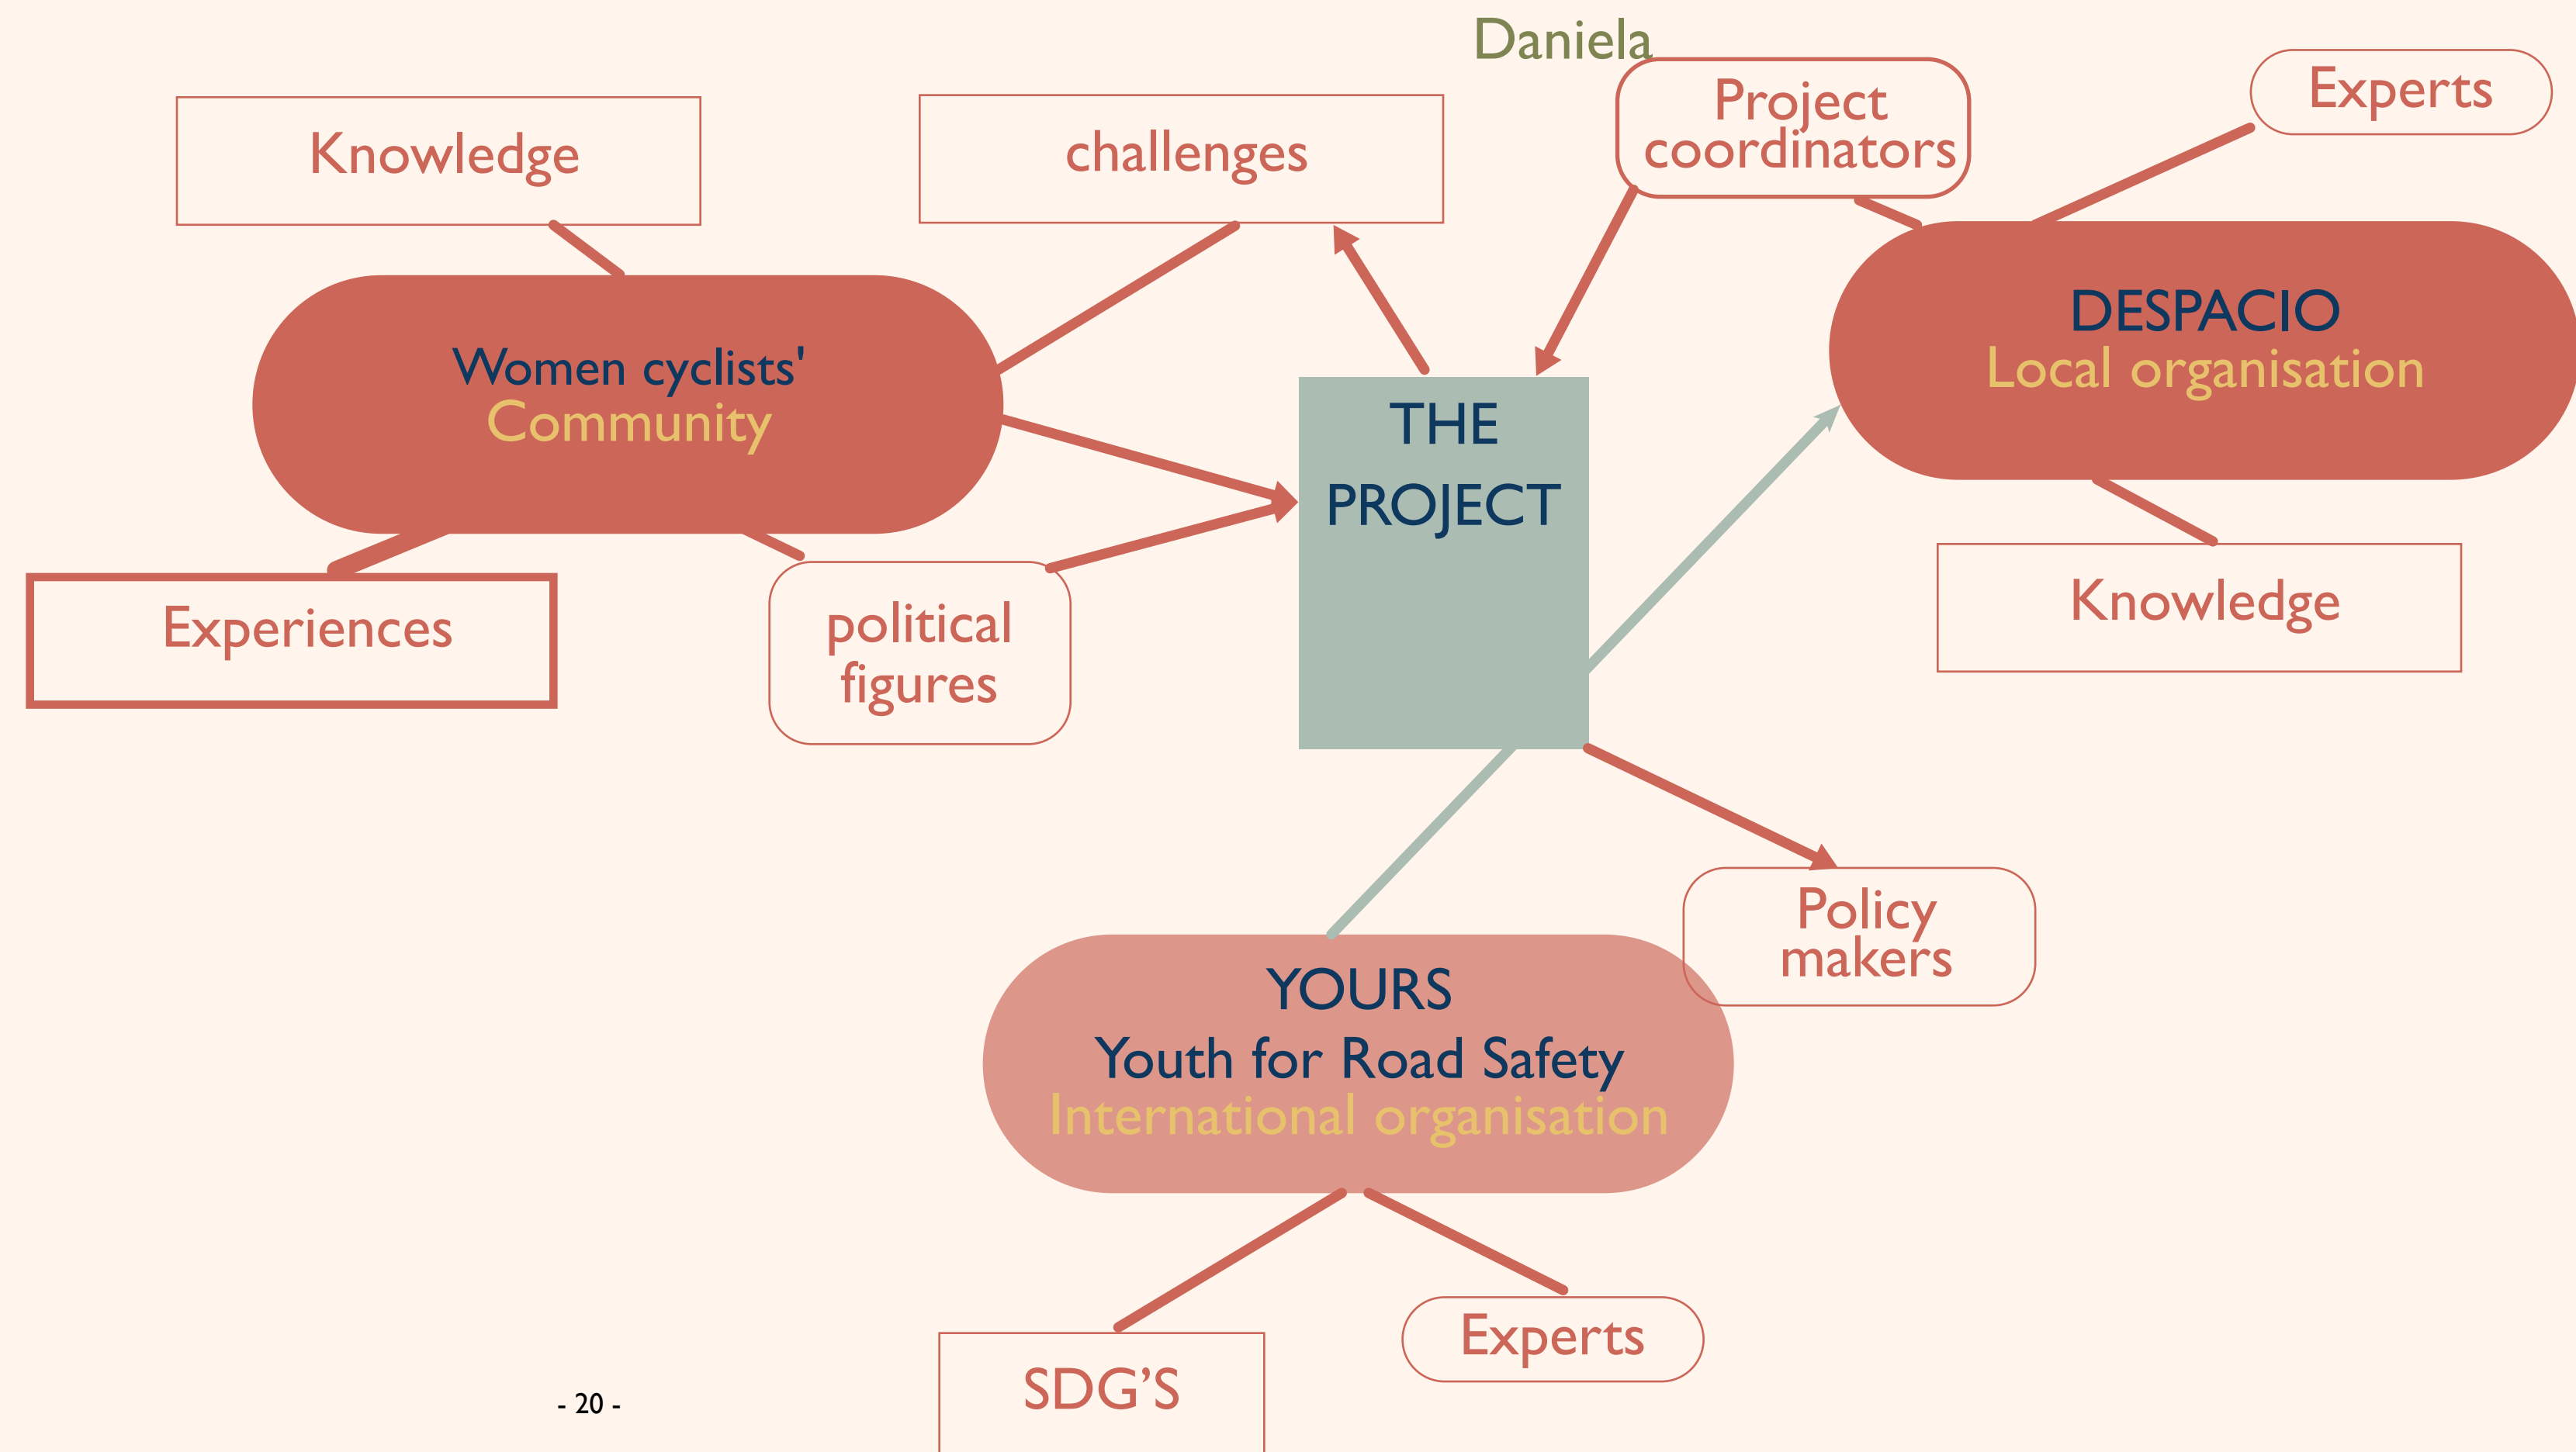 Daniela
Knowledge
challenges
Project
coordinators
Experts
Women cyclists'
Community
THE
PROJECT
DESPACIO
Local organisation
Experiences
political
figures
Knowledge
Policy
makers
YOURS
Youth for Road Safety
International organisation
SDG’S
Experts
- 20 -